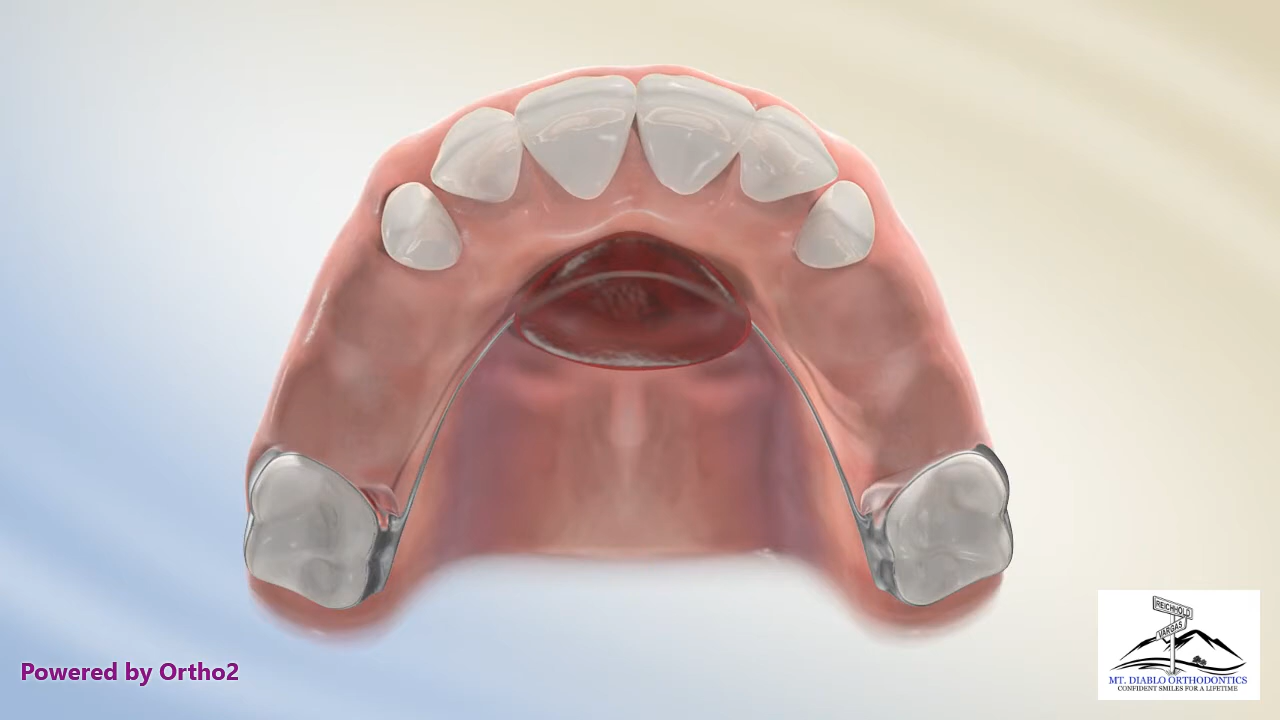 REICHHOLD
VARGAS
Powered by Ortho2
MT. DIABLO ORTHODONTICS
CONFIDENT SMILES FOR A LIFETIME